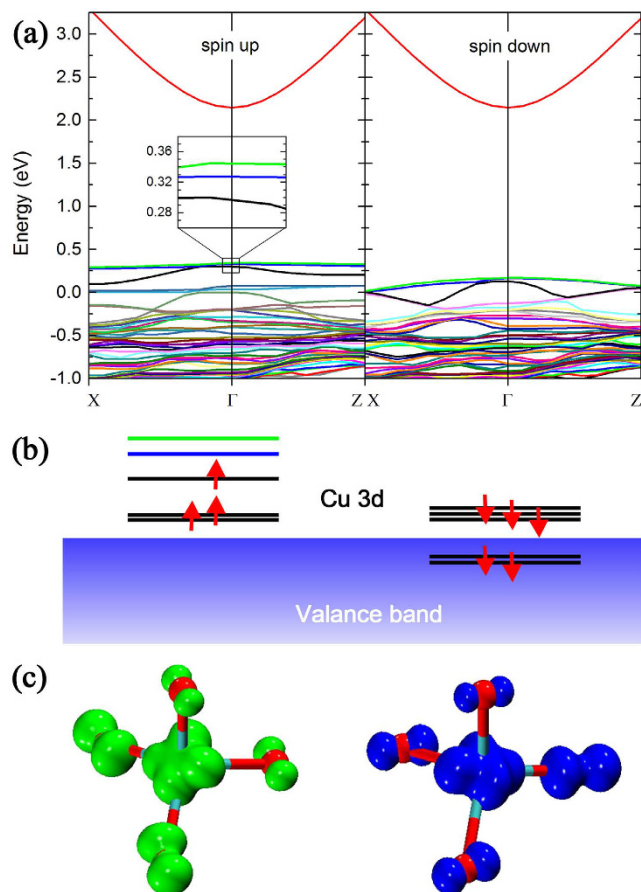 (a)
spin up
spin down
3.0
2.5
2.0
1.5
1.0
0.5
0.0
-0.5
-1.0
0.36
0.32
0.28
Energy (eV)
X
Γ
Z
X
Γ
Z
(b)
Cu 3d
Valance band
(c)